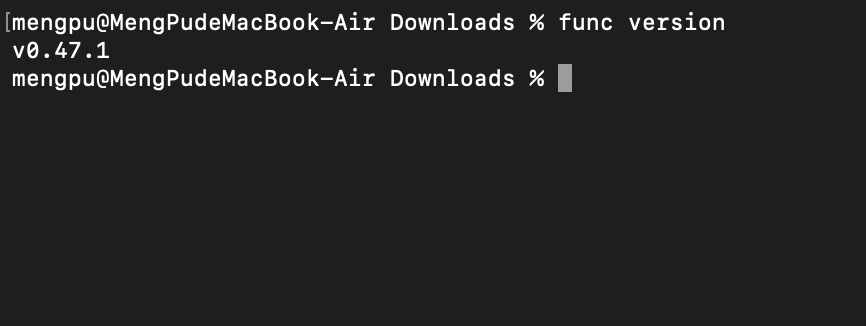 [mengpu@MengPudeMacBook-Air Downloads % func version
v0.47.1
mengpu@MengPudeMacBook-Air Downloads %